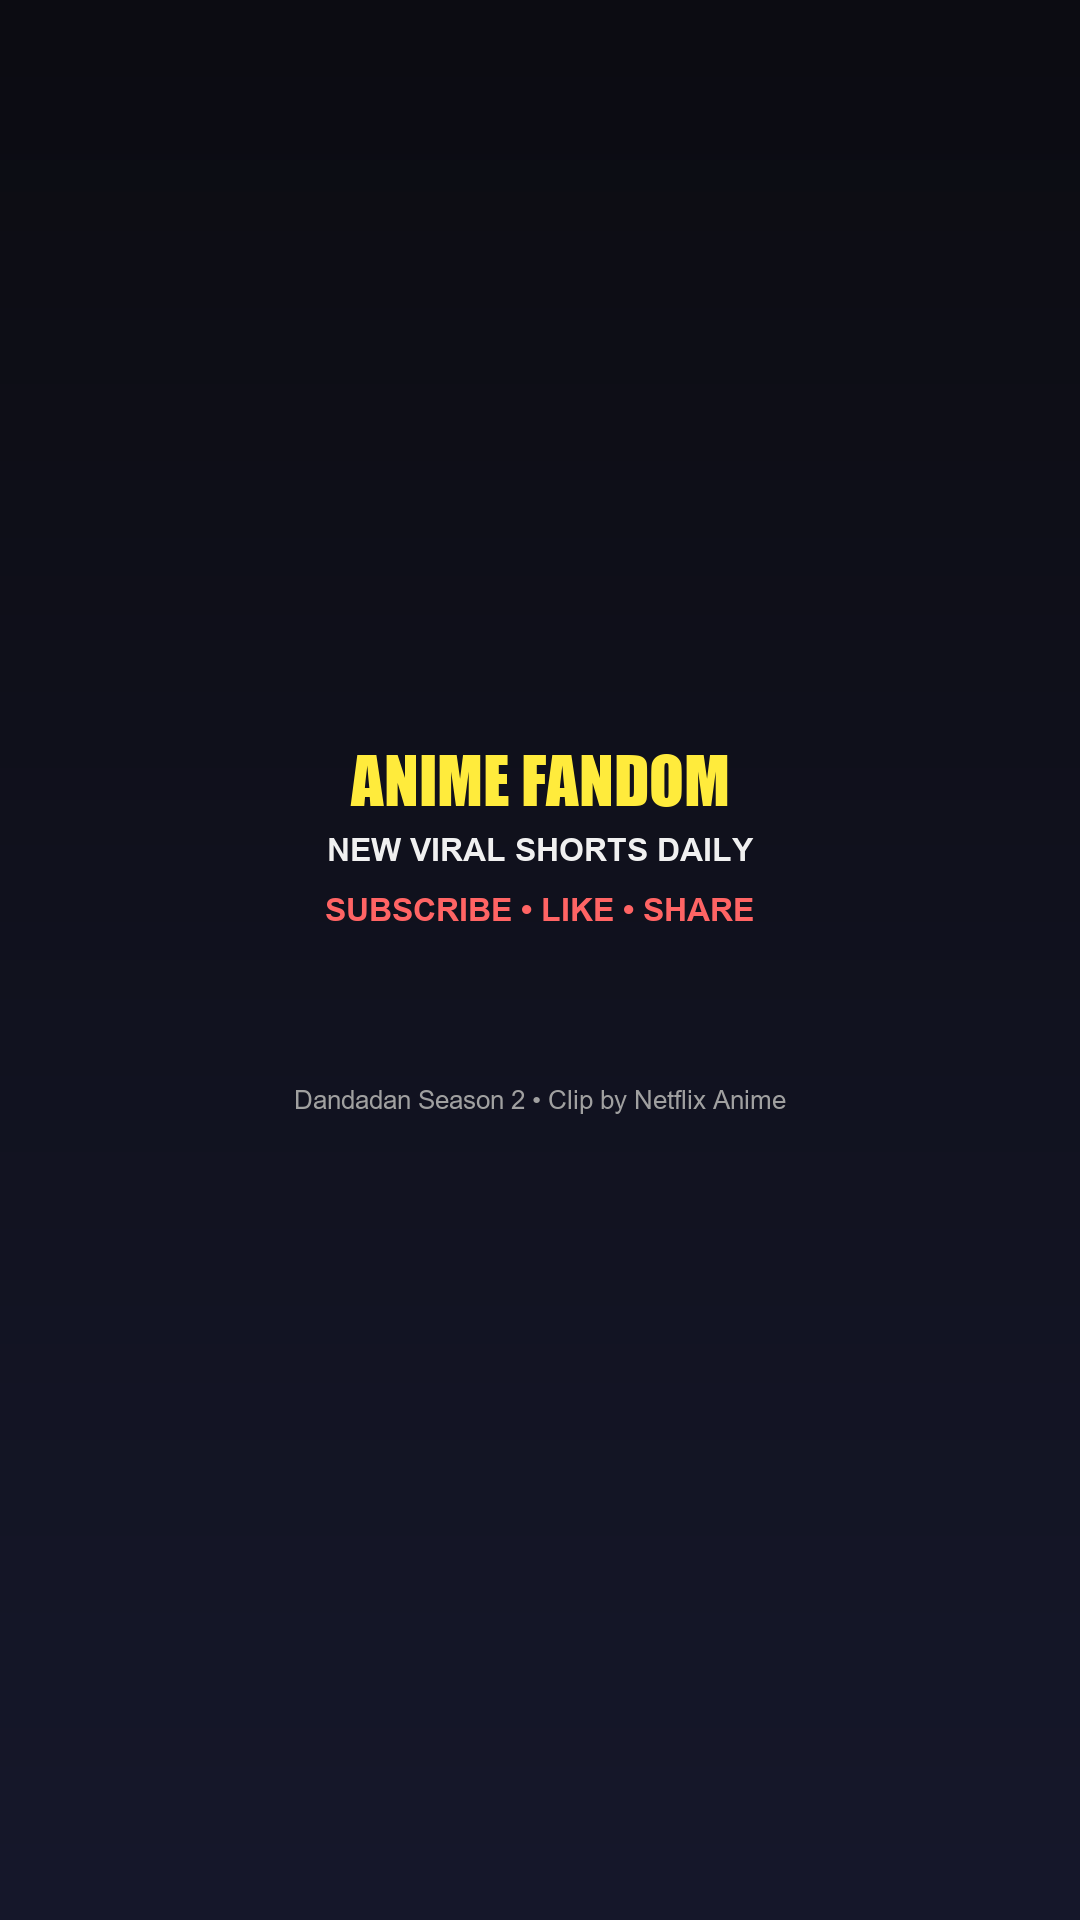 ANIME FANDOM
NEW VIRAL SHORTS DAILY
SUBSCRIBE • LIKE • SHARE
Dandadan Season 2 • Clip by Netflix Anime